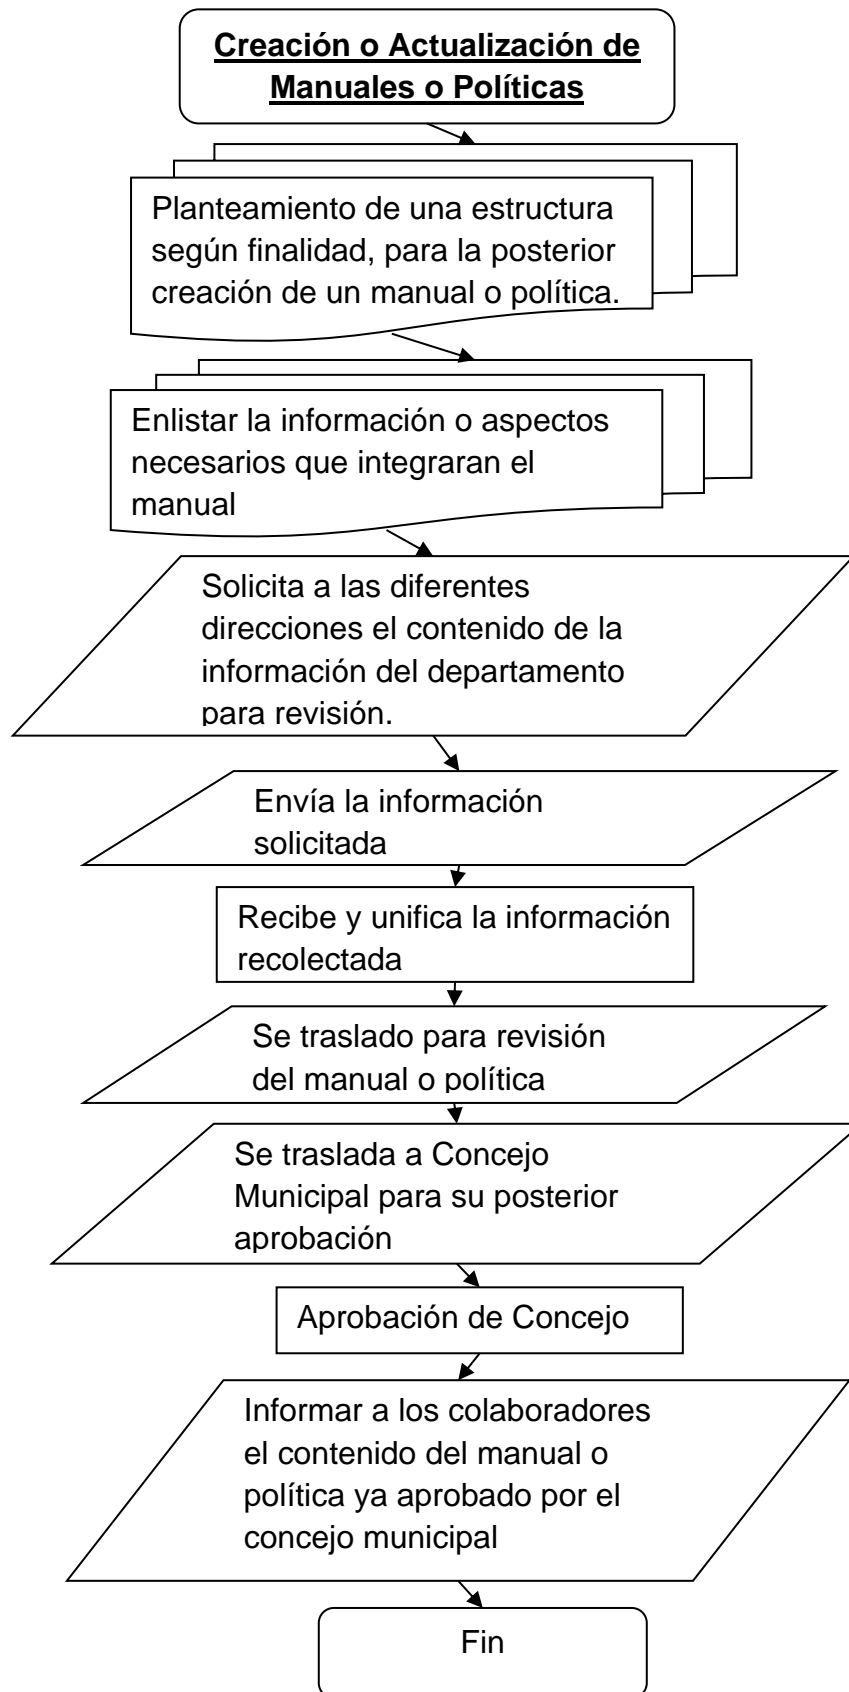 Creación o Actualización de
Manuales o Políticas
Planteamiento de una estructura
según finalidad, para la posterior
creación de un manual o política.
Enlistar la información o aspectos
necesarios que integraran el
manual
Solicita a las diferentes
direcciones el contenido de la
información del departamento
para revisión.
Envía la información
solicitada
Recibe y unifica la información
recolectada
Se traslado para revisión
del manual o política
Se traslada a Concejo
Municipal para su posterior
aprobación
Aprobación de Concejo
Informar a los colaboradores
el contenido del manual o
política ya aprobado por el
concejo municipal
Fin